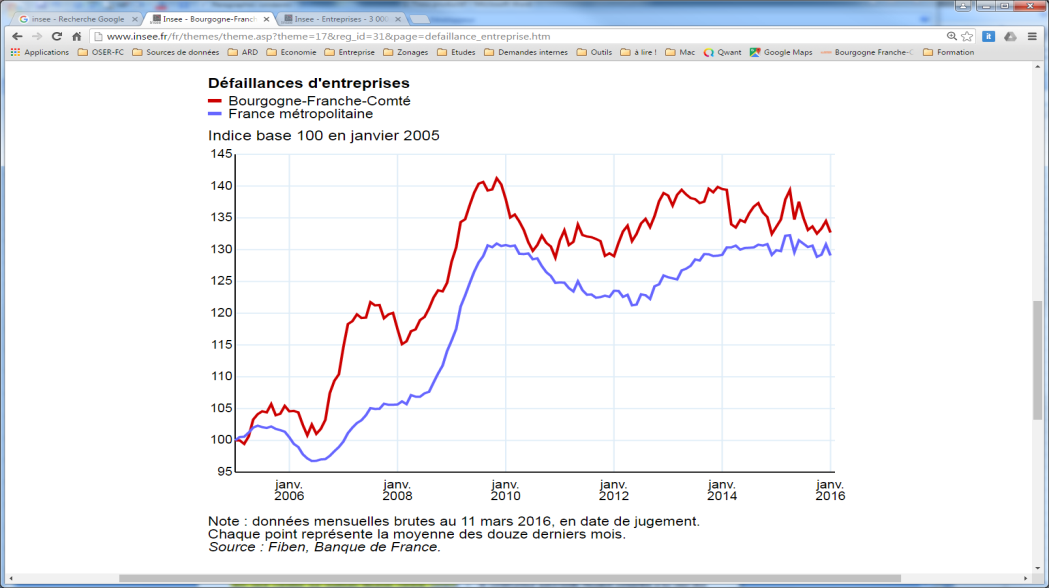 insee - Recherche Google
Insee - Bourgogne-Franch
Insee - Entreprises - 3 000
www.insee.fr/fr/themes/theme.asp?theme=17&reg_id=31&page=defaillance_entreprise.htm
Applications OSER-FC Sources de données ARD Economie Entreprise Zonages Etudes Demandes internes Outils à lire ! Mac Qwant Google Maps Bourgogne Franche-C Formation
Défaillances d'entreprises
Bourgogne-Franche-Comté
France métropolitaine
Indice base 100 en janvier 2005
145
140
135
130
125
120
115
110
105
100
95
janv. janv. janv. janv. janv. janv.
2006 2008 2010 2012 2014 2016
Note : données mensuelles brutes au 11 mars 2016, en date de jugement.
Chaque point représente la moyenne des douze derniers mois.
Source : Fiben, Banque de France.